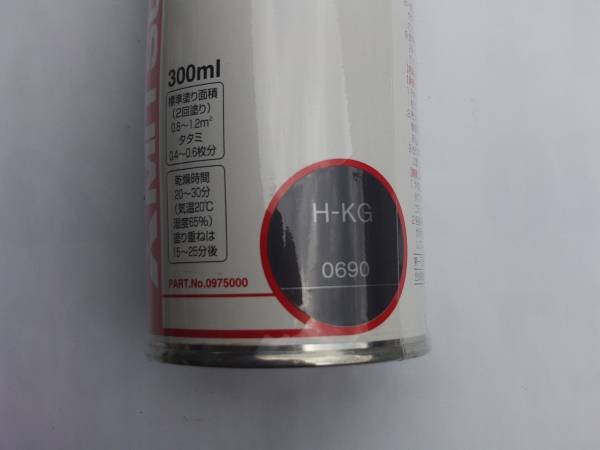 300ml
標準塗り面積
(2回塗り)
0.8～1.2m²
タタミ
0.4～0.6枚分
乾燥時間
20～30分
(気温20℃
湿度65%)
塗り重ねは
15～25分後
PART.No.0975000
H-KG
0690